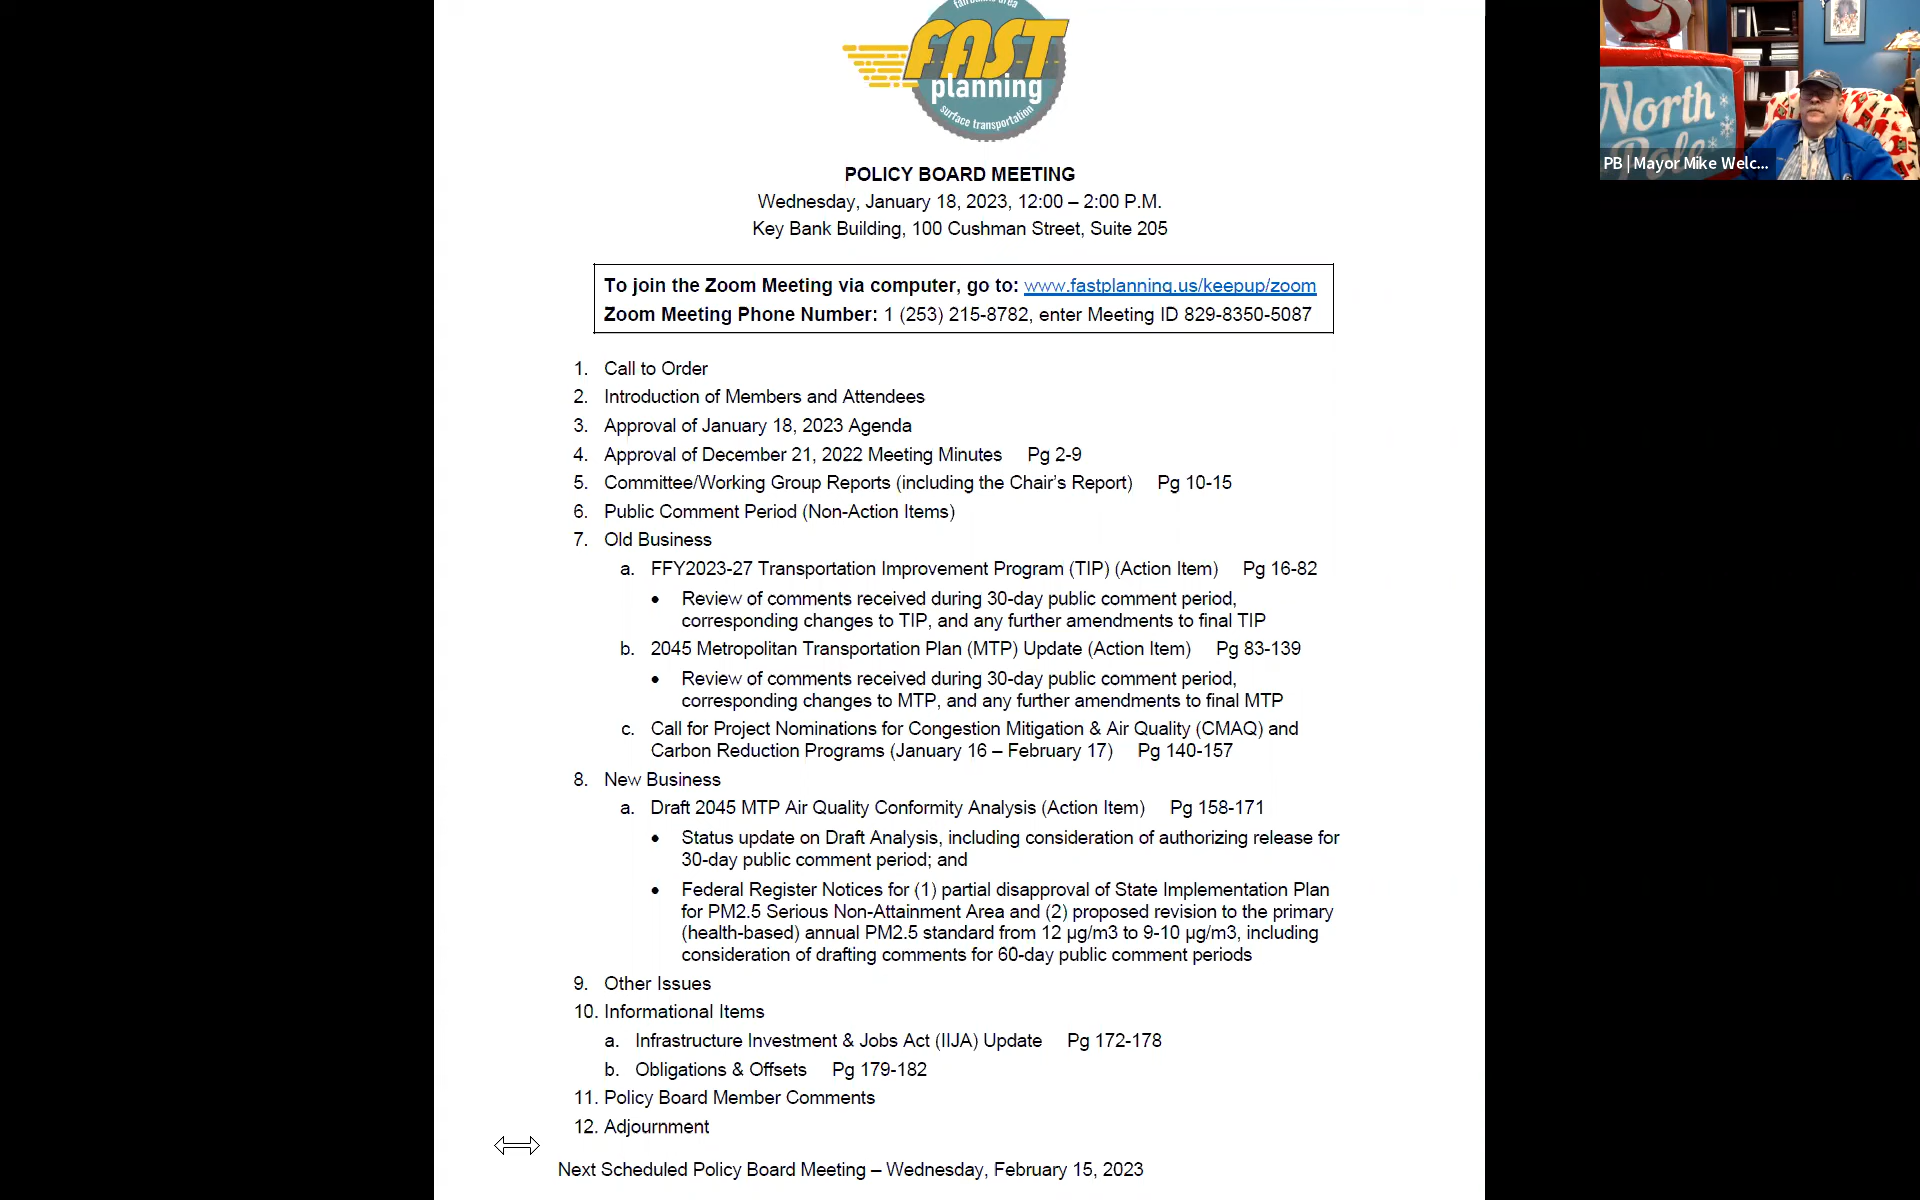 fairbanks area
FAST
planning
surface transportation
POLICY BOARD MEETING
Wednesday, January 18, 2023, 12:00 – 2:00 P.M.
Key Bank Building, 100 Cushman Street, Suite 205
To join the Zoom Meeting via computer, go to: www.fastplanning.us/keepup/zoom
Zoom Meeting Phone Number: 1 (253) 215-8782, enter Meeting ID 829-8350-5087
1. Call to Order
2. Introduction of Members and Attendees
3. Approval of January 18, 2023 Agenda
4. Approval of December 21, 2022 Meeting Minutes Pg 2-9
5. Committee/Working Group Reports (including the Chair’s Report) Pg 10-15
6. Public Comment Period (Non-Action Items)
7. Old Business
a. FFY2023-27 Transportation Improvement Program (TIP) (Action Item) Pg 16-82
• Review of comments received during 30-day public comment period,
corresponding changes to TIP, and any further amendments to final TIP
b. 2045 Metropolitan Transportation Plan (MTP) Update (Action Item) Pg 83-139
• Review of comments received during 30-day public comment period,
corresponding changes to MTP, and any further amendments to final MTP
c. Call for Project Nominations for Congestion Mitigation & Air Quality (CMAQ) and
Carbon Reduction Programs (January 16 – February 17) Pg 140-157
8. New Business
a. Draft 2045 MTP Air Quality Conformity Analysis (Action Item) Pg 158-171
• Status update on Draft Analysis, including consideration of authorizing release for
30-day public comment period; and
• Federal Register Notices for (1) partial disapproval of State Implementation Plan
for PM2.5 Serious Non-Attainment Area and (2) proposed revision to the primary
(health-based) annual PM2.5 standard from 12 µg/m3 to 9-10 µg/m3, including
consideration of drafting comments for 60-day public comment periods
9. Other Issues
10. Informational Items
a. Infrastructure Investment & Jobs Act (IIJA) Update Pg 172-178
b. Obligations & Offsets Pg 179-182
11. Policy Board Member Comments
12. Adjournment
Next Scheduled Policy Board Meeting – Wednesday, February 15, 2023
North
Pole
PB | Mayor Mike Welc...